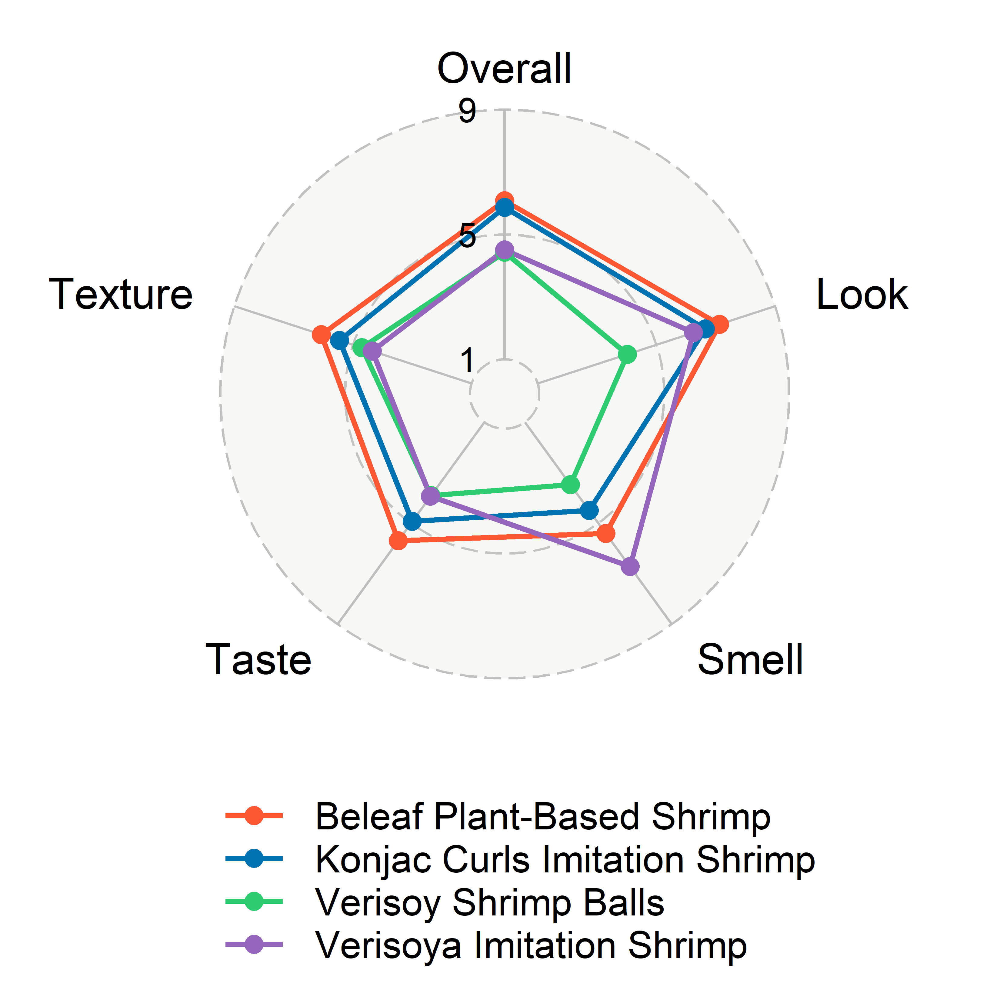 Overall
9
5
Texture
Look
1
Taste
Smell
Beleaf Plant-Based Shrimp
Konjac Curls Imitation Shrimp
Verisoy Shrimp Balls
Verisoya Imitation Shrimp